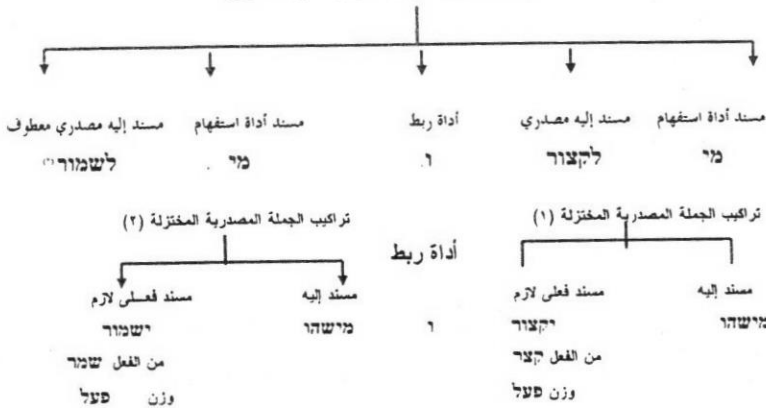 مسند أداة استفهام مسند إليه مصدري أداة ربط مسند أداة استفهام مسند إليه مصدري معطوف
מי לקצור ו. מי . לשמור
تراكيب الجملة المصدرية المختزلة (١) تراكيب الجملة المصدرية المختزلة (٢)
أداة ربط
مسند إليه مسند فعلى لازم مسند إليه مسند فعــلى لازم
מישהו יקצור ו מישהו ישמור
من الفعل קצר من الفعل שמר
وزن פעל وزن פעל